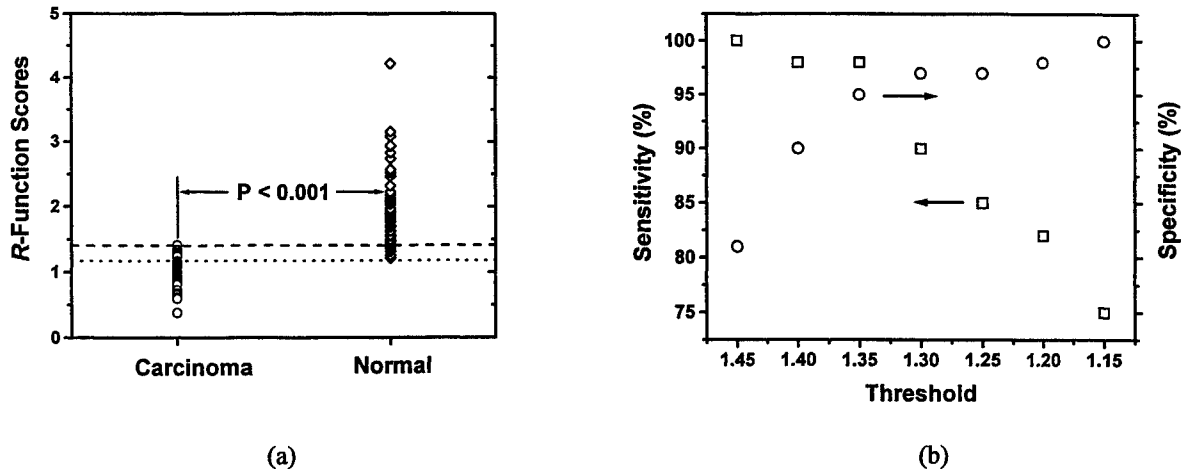 5
4
3
2
1
0
R-Function Scores
P < 0.001
Carcinoma
Normal
(a)
100
95
90
85
80
75
Sensitivity (%)
Specificity (%)
1.45
1.40
1.35
1.30
1.25
1.20
1.15
Threshold
(b)